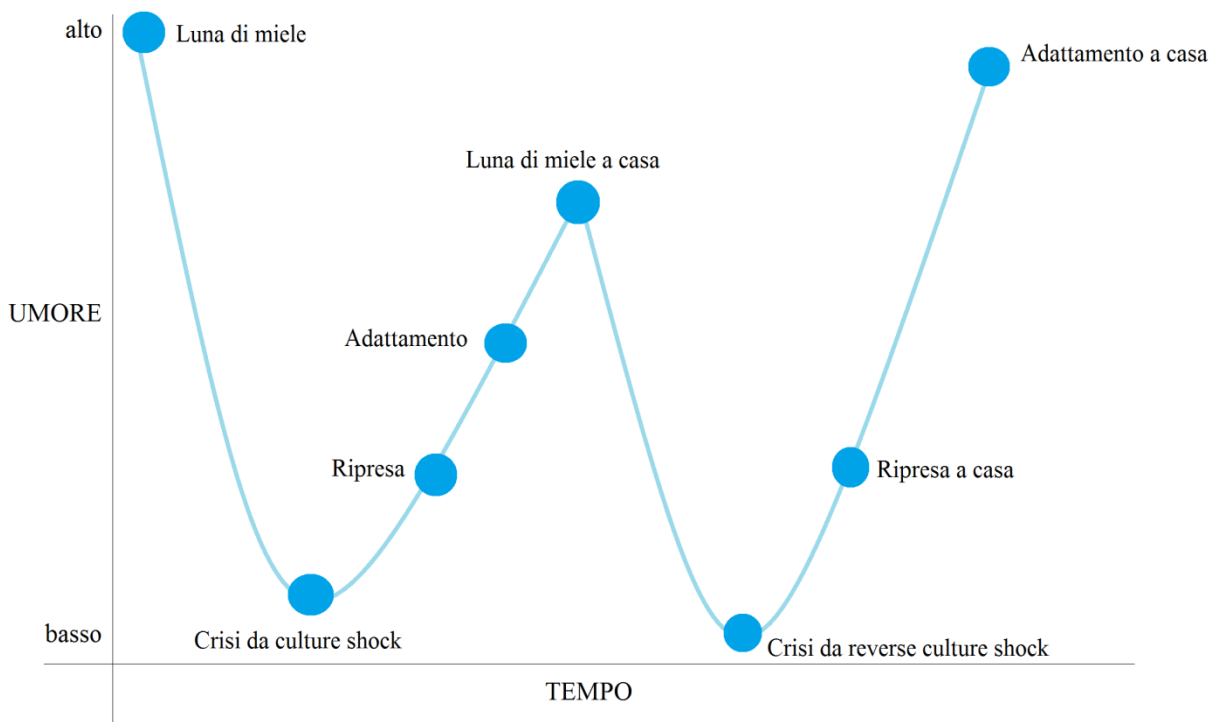 alto
Luna di miele
Adattamento a casa
Luna di miele a casa
UMORE
Adattamento
Ripresa
Ripresa a casa
basso
Crisi da culture shock
Crisi da reverse culture shock
TEMPO